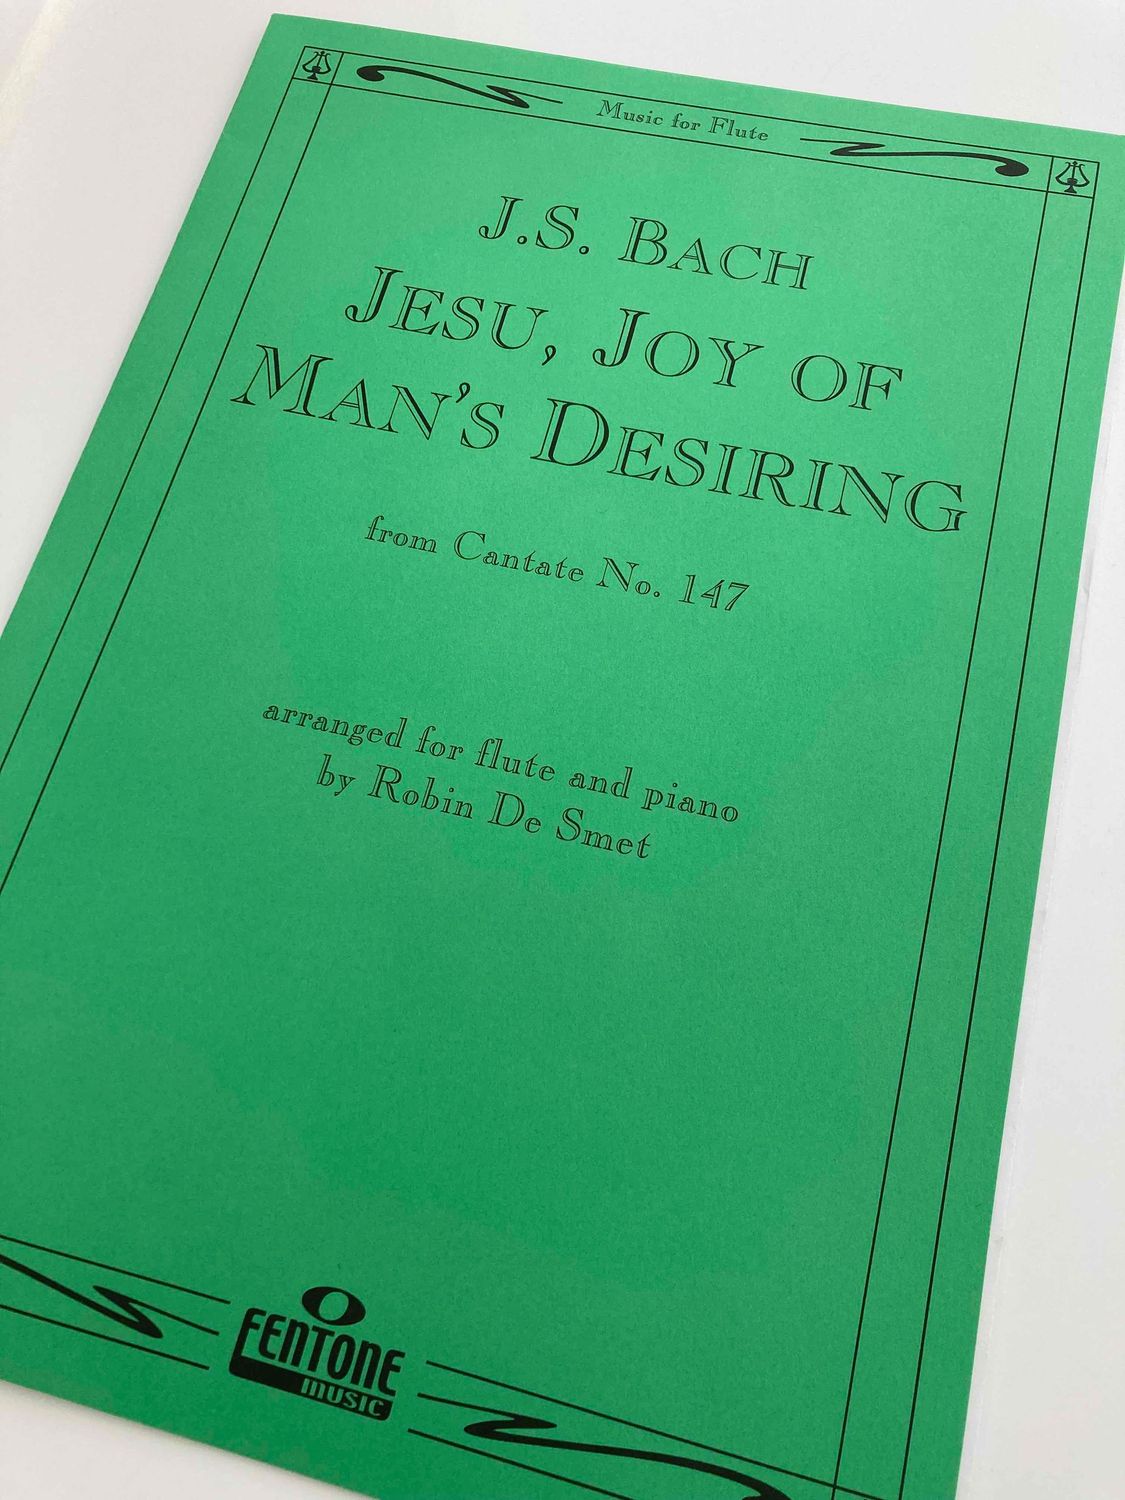 Music for Flute
J.S. BACH
JESU, JOY OF
MAN'S DESIRING
from Cantate No. 147
arranged for flute and piano
by Robin De Smet
FENTONE
MUSIC